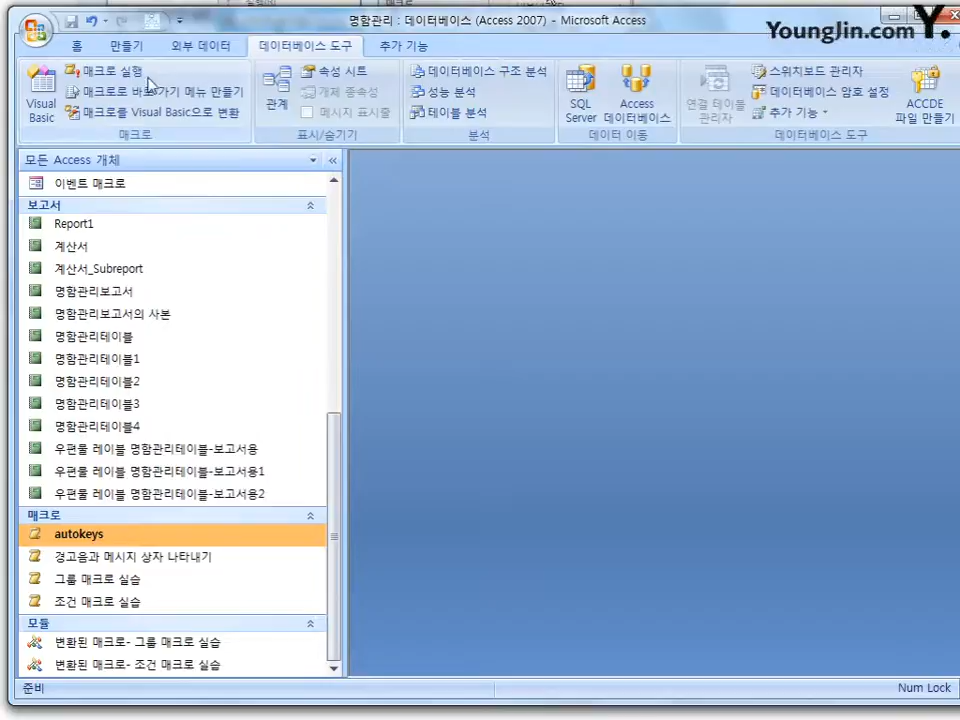 명함관리 : 데이터베이스 (Access 2007) - Microsoft Access
YoungJin.com Y.
홈 만들기 외부 데이터 데이터베이스 도구 추가 기능
Visual Basic
매크로 실행
매크로로 바로가기 메뉴 만들기
매크로를 Visual Basic으로 변환
매크로
관계
속성 시트
개체 종속성
메시지 표시줄
표시/숨기기
데이터베이스 구조 분석
성능 분석
테이블 분석
분석
SQL Server
Access 데이터베이스
데이터 이동
연결 테이블 관리자
스위치보드 관리자
데이터베이스 암호 설정
추가 기능
ACCDE 파일 만들기
데이터베이스 도구
모든 Access 개체
이벤트 매크로
보고서
Report1
계산서
계산서_Subreport
명함관리보고서
명함관리보고서의 사본
명함관리테이블
명함관리테이블1
명함관리테이블2
명함관리테이블3
명함관리테이블4
우편물 레이블 명함관리테이블-보고서용
우편물 레이블 명함관리테이블-보고서용1
우편물 레이블 명함관리테이블-보고서용2
매크로
autokeys
경고음과 메시지 상자 나타내기
그룹 매크로 실습
조건 매크로 실습
모듈
변환된 매크로- 그룹 매크로 실습
변환된 매크로- 조건 매크로 실습
준비
Num Lock